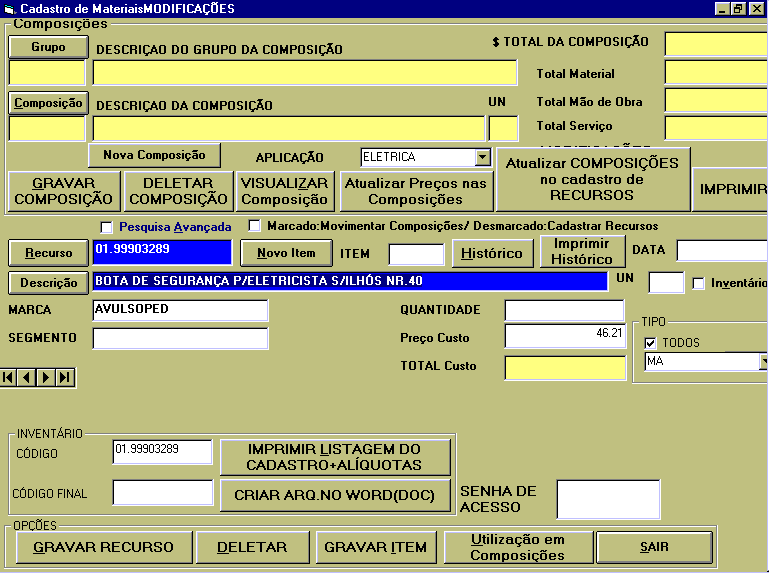 Cadastro de MateriaisMODIFICAÇÕES
Composições
Grupo DESCRIÇAO DO GRUPO DA COMPOSIÇÃO $ TOTAL DA COMPOSIÇÃO
Total Material
Composição DESCRIÇAO DA COMPOSIÇÃO UN Total Mão de Obra
Total Serviço
Nova Composição APLICAÇÃO ELETRICA
GRAVAR COMPOSIÇÃO DELETAR COMPOSIÇÃO VISUALIZAR Composição Atualizar Preços nas Composições Atualizar COMPOSIÇÕES no cadastro de RECURSOS IMPRIMIR
Pesquisa Avançada Marcado:Movimentar Composições/ Desmarcado:Cadastrar Recursos
Recurso 01.99903289 Novo Item ITEM Histórico Imprimir Histórico DATA
Descrição BOTA DE SEGURANÇA P/ELETRICISTA S/ILHÓS NR.40 UN Inventário
MARCA AVULSOPED QUANTIDADE
SEGMENTO Preço Custo 46.21
TIPO
TODOS
TOTAL Custo MA
INVENTÁRIO
CÓDIGO 01.99903289 IMPRIMIR LISTAGEM DO CADASTRO+ALÍQUOTAS
CÓDIGO FINAL CRIAR ARQ.NO WORD(DOC) SENHA DE ACESSO
OPÇÕES
GRAVAR RECURSO DELETAR GRAVAR ITEM Utilização em Composições SAIR